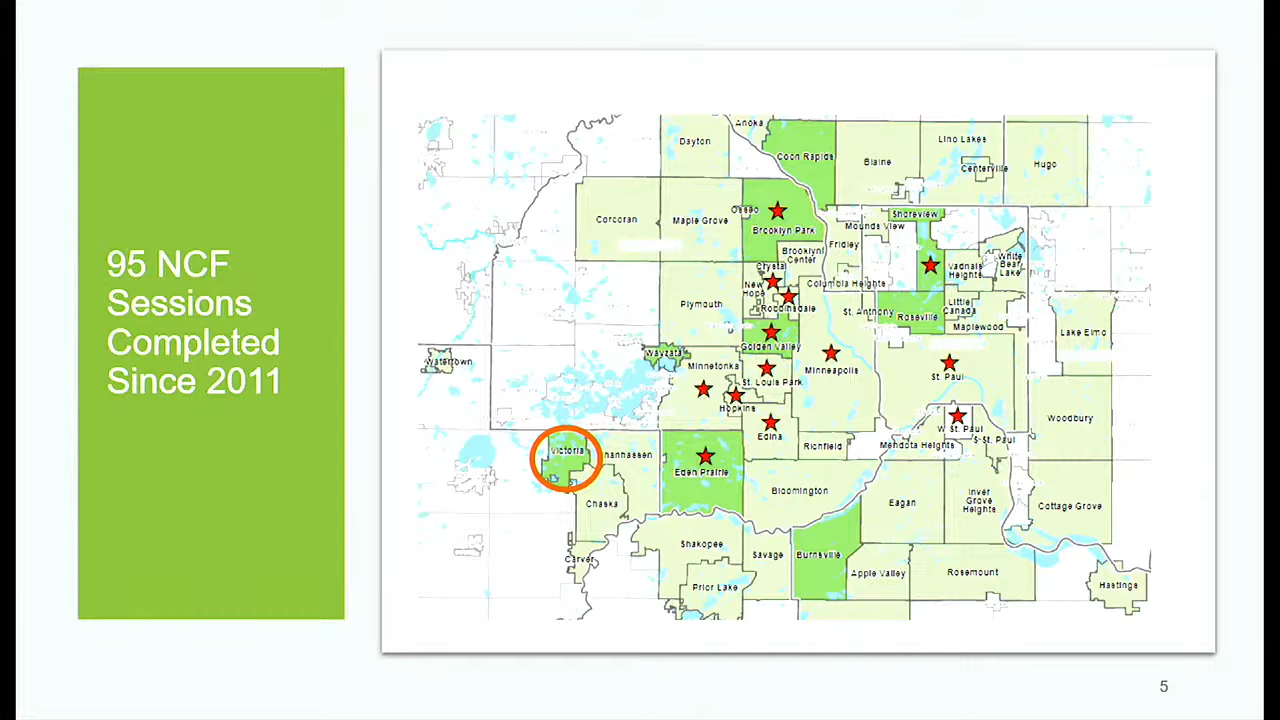 95 NCF
Sessions
Completed
Since 2011
Anoka
Dayton
Coon Rapids
Blaine
Lino Lakes
Centerville
Hugo
Corcoran
Maple Grove
Osseo
Brooklyn Park
Shoreview
Mounds View
Fridley
Brooklyn
Center
Crystal
New
Hope
Robbinsdale
Columbia Heights
Vadnais
Heights
White
Bear
Lake
Plymouth
St. Anthony
Roseville
Little
Canada
Maplewood
Lake Elmo
Golden Valley
Wayzata
Watertown
Minnetonka
St. Louis Park
Minneapolis
St. Paul
Hopkins
Edina
Richfield
Mendota Heights
W St. Paul
S St. Paul
Woodbury
Victoria
hanhassen
Eden Prairie
Bloomington
Eagan
Inver
Grove
Heights
Cottage Grove
Chaska
Carver
Shakopee
Savage
Burnsville
Apple Valley
Rosemount
Prior Lake
Hastings
5